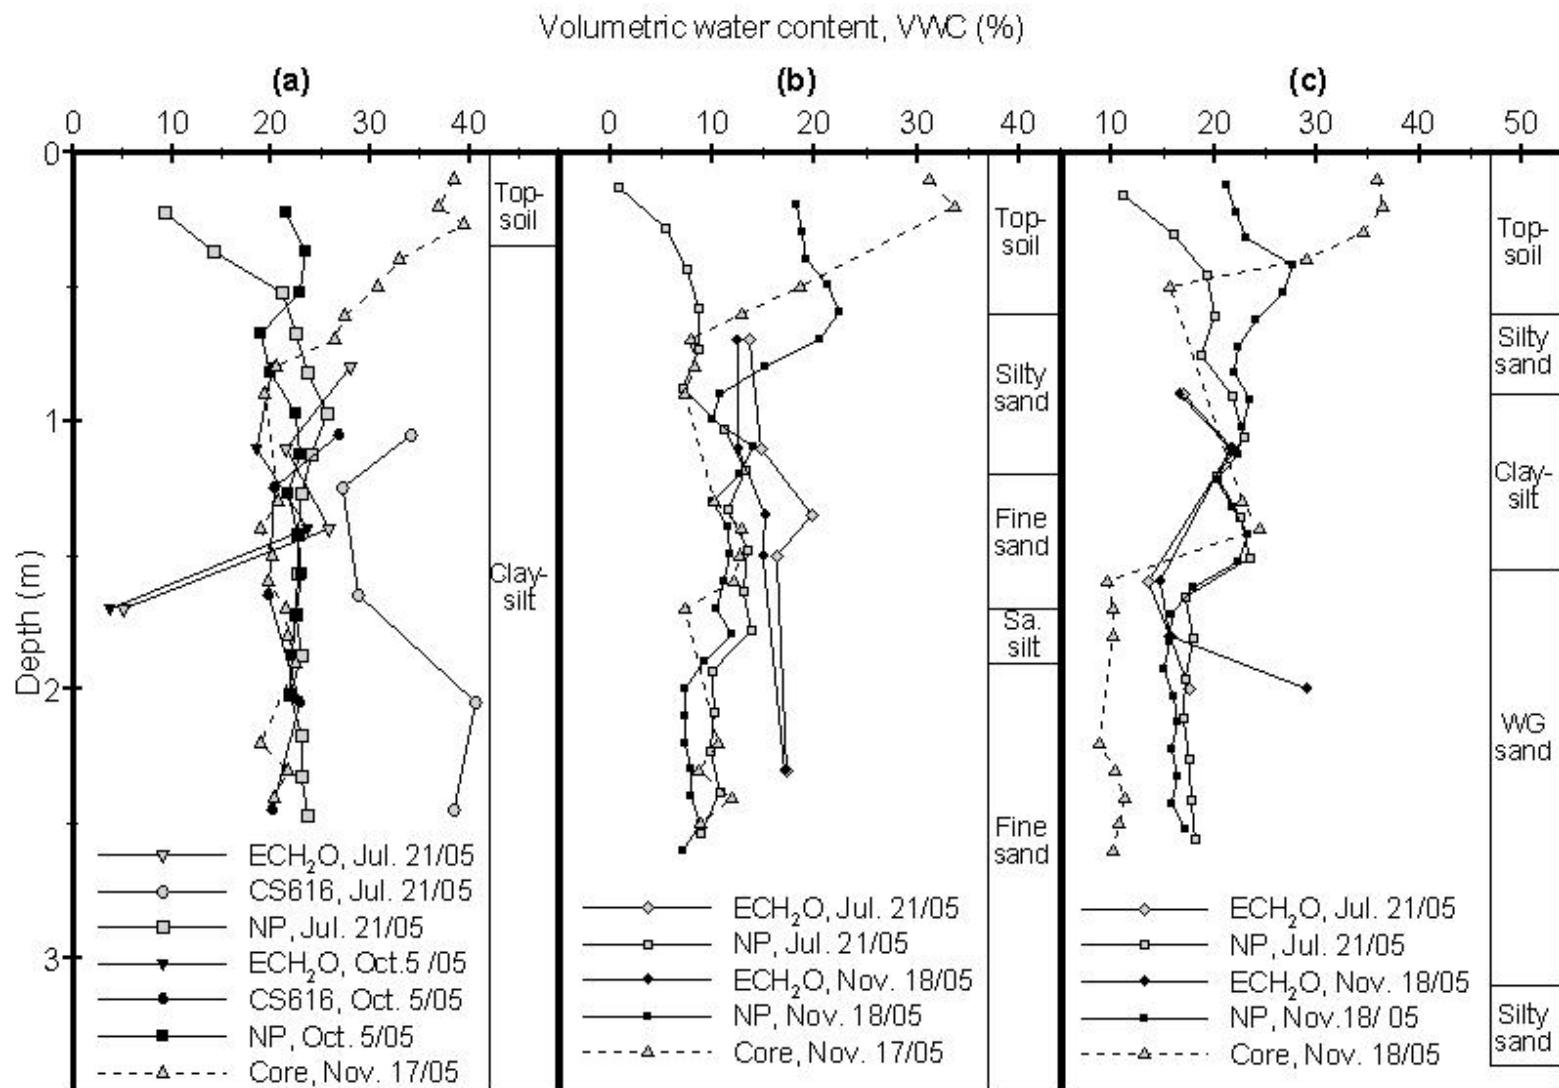 Volumetric water content, VWC (%)
(a) (b) (c)
0 10 20 30 40 0 10 20 30 40 10 20 30 40 50
Depth (m)
0
1
2
3
Top-
soil
Clay-
silt
Top-
soil
Silty
sand
Fine
sand
Sa.
silt
Fine
sand
Top-
soil
Silty
sand
Clay-
silt
WG
sand
Silty
sand
ECH₂O, Jul. 21/05
CS616, Jul. 21/05
NP, Jul. 21/05
ECH₂O, Oct.5 /05
CS616, Oct. 5/05
NP, Oct. 5/05
Core, Nov. 17/05
ECH₂O, Jul. 21/05
NP, Jul. 21/05
ECH₂O, Nov. 18/05
NP, Nov. 18/05
Core, Nov. 17/05
ECH₂O, Jul. 21/05
NP, Jul. 21/05
ECH₂O, Nov. 18/05
NP, Nov.18/ 05
Core, Nov. 18/05